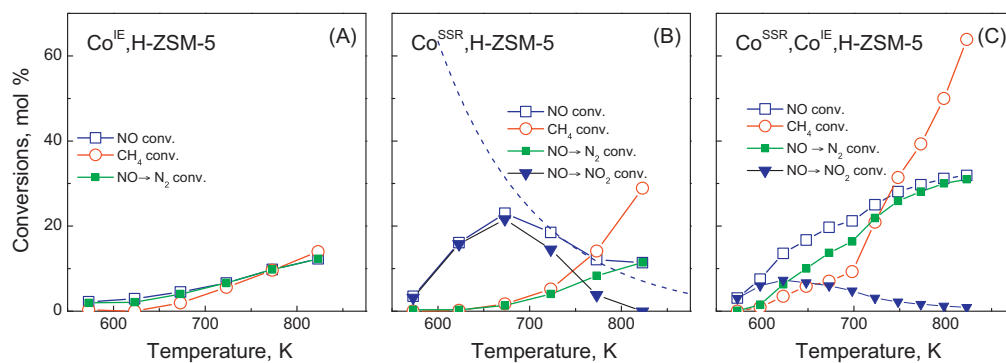 Co^IE,H-ZSM-5 (A)
NO conv.
CH₄ conv.
NO→N₂ conv.
Conversions, mol %
60
40
20
0
600 700 800
Temperature, K
Co^SSR,H-ZSM-5 (B)
NO conv.
CH₄ conv.
NO→N₂ conv.
NO→NO₂ conv.
600 700 800
Temperature, K
Co^SSR,Co^IE,H-ZSM-5 (C)
NO conv.
CH₄ conv.
NO→N₂ conv.
NO→NO₂ conv.
600 700 800
Temperature, K